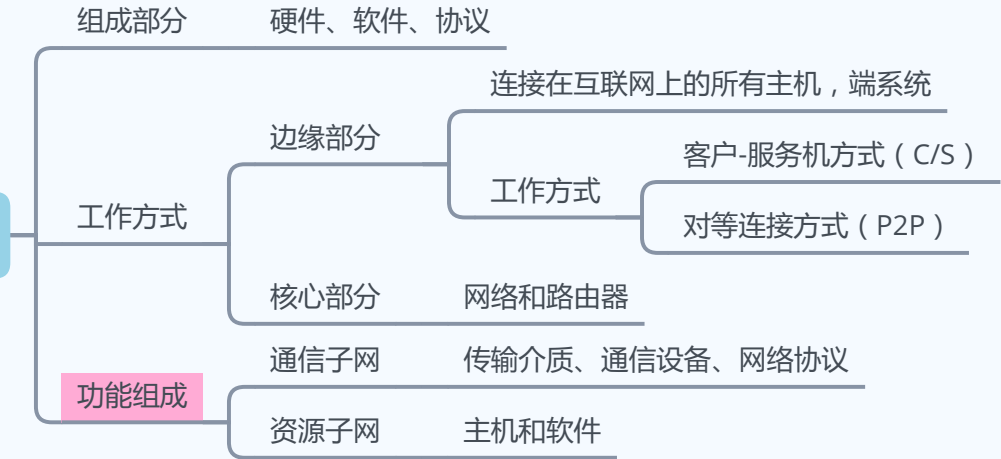 组成部分 硬件、软件、协议
连接在互联网上的所有主机，端系统
边缘部分
客户-服务机方式（C/S）
工作方式
工作方式
对等连接方式（P2P）
核心部分 网络和路由器
通信子网 传输介质、通信设备、网络协议
功能组成
资源子网 主机和软件